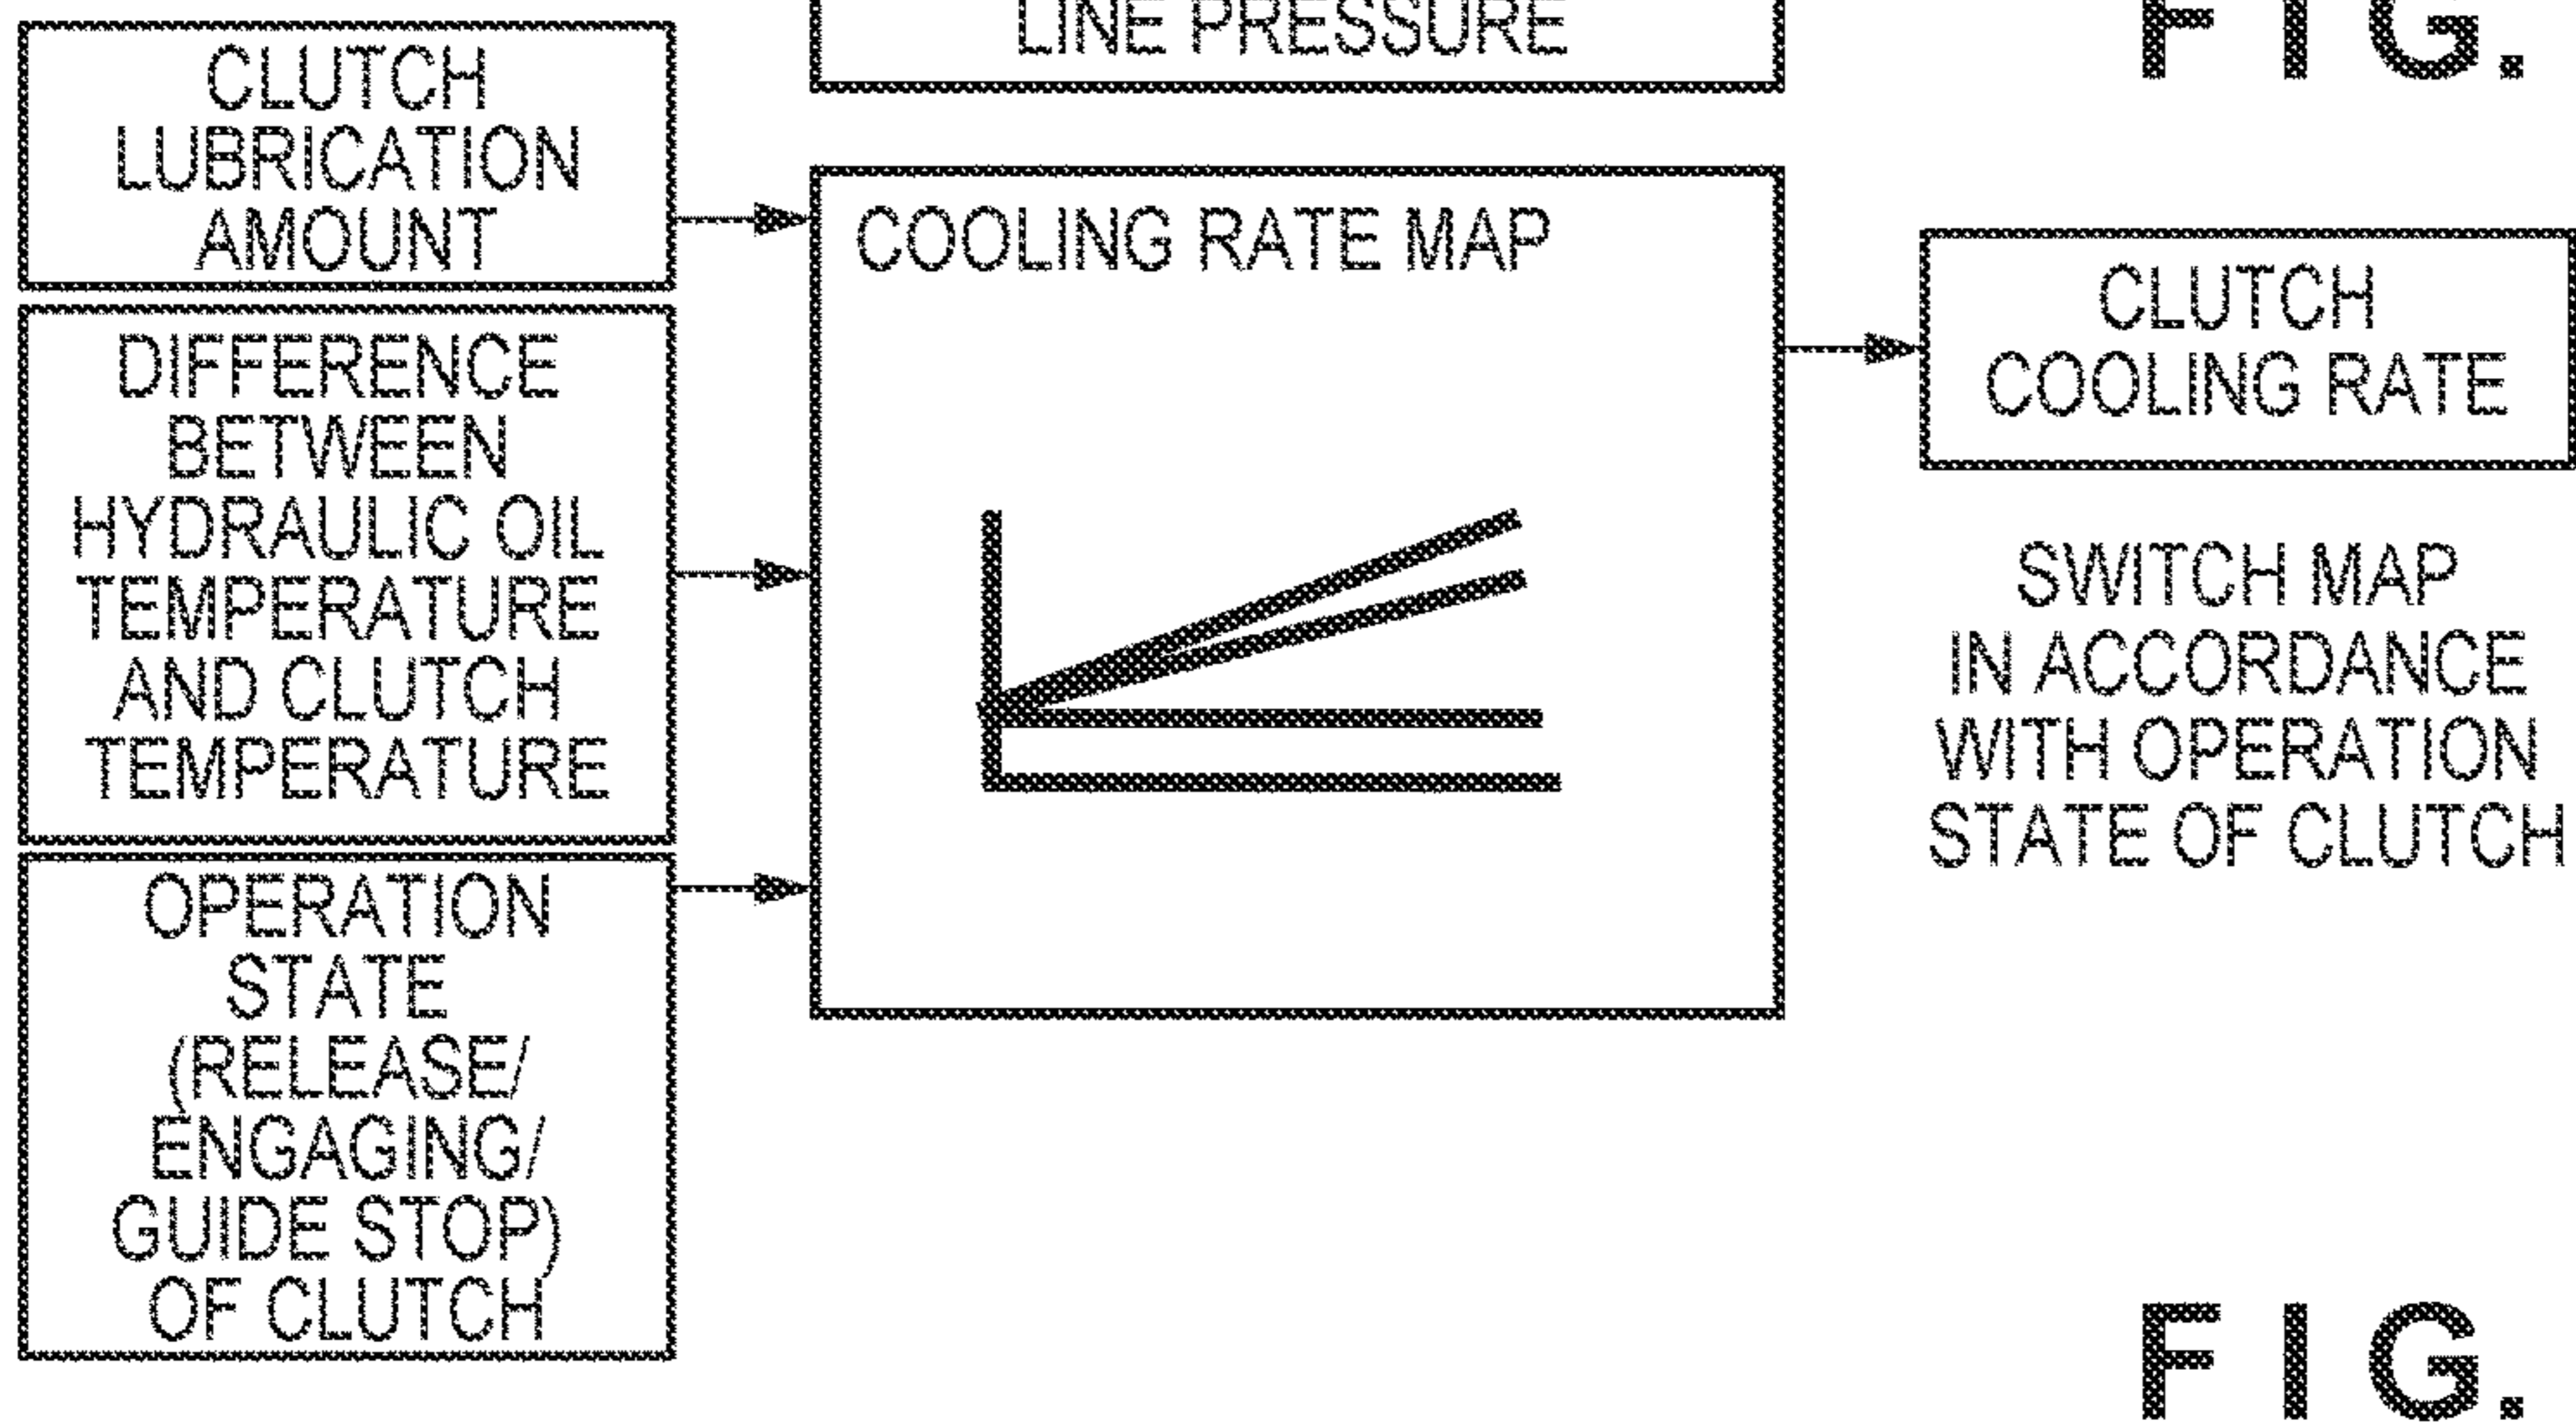 LINE PRESSURE
FIG.
CLUTCH
LUBRICATION
AMOUNT
DIFFERENCE
BETWEEN
HYDRAULIC OIL
TEMPERATURE
AND CLUTCH
TEMPERATURE
OPERATION
STATE
(RELEASE/
ENGAGING/
GUIDE STOP)
OF CLUTCH
COOLING RATE MAP
CLUTCH
COOLING RATE
SWITCH MAP
IN ACCORDANCE
WITH OPERATION
STATE OF CLUTCH
FIG.